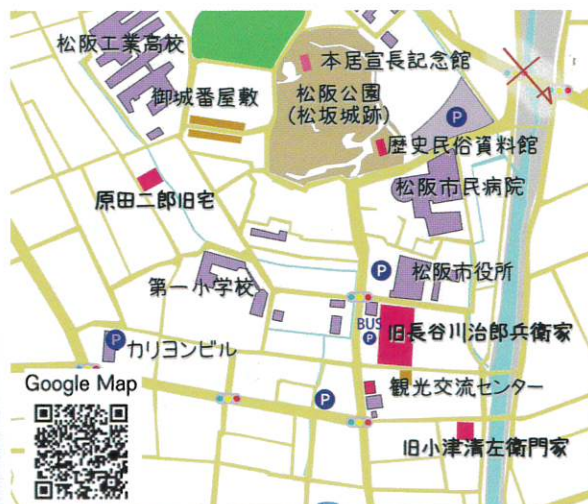 松阪工業高校
本居宣長記念館
御城番屋敷
松阪公園
(松坂城跡)
P
歴史民俗資料館
松阪市民病院
原田二郎旧宅
第一小学校
P
松阪市役所
BUS
P
旧長谷川治郎兵衛家
P
カリヨンビル
観光交流センター
Google Map
P
旧小津清左衛門家